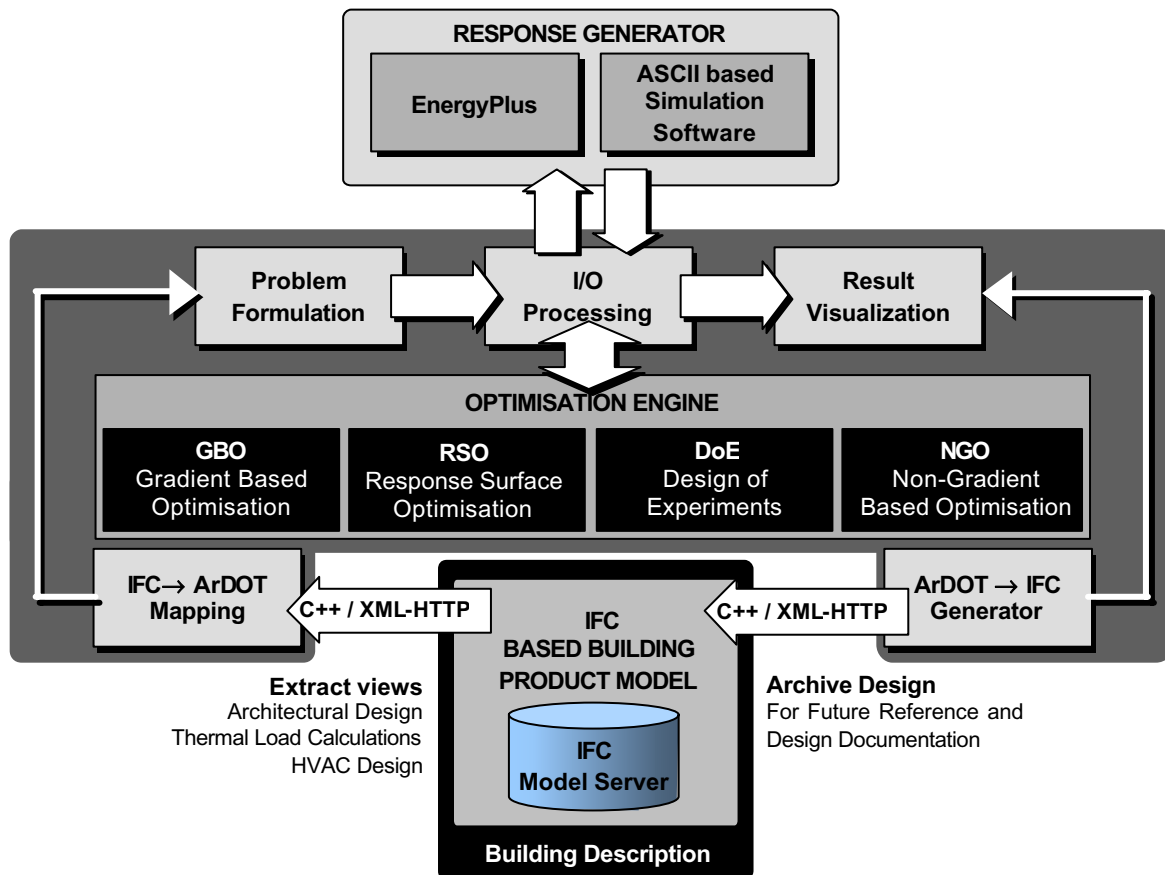 RESPONSE GENERATOR
EnergyPlus
ASCII based
Simulation
Software
Problem
Formulation
I/O
Processing
Result
Visualization
OPTIMISATION ENGINE
GBO
Gradient Based
Optimisation
RSO
Response Surface
Optimisation
DoE
Design of
Experiments
NGO
Non-Gradient
Based Optimisation
IFC→ ArDOT
Mapping
C++ / XML-HTTP
IFC
BASED BUILDING
PRODUCT MODEL
IFC
Model Server
Building Description
C++ / XML-HTTP
ArDOT → IFC
Generator
Extract views
Architectural Design
Thermal Load Calculations
HVAC Design
Archive Design
For Future Reference and
Design Documentation